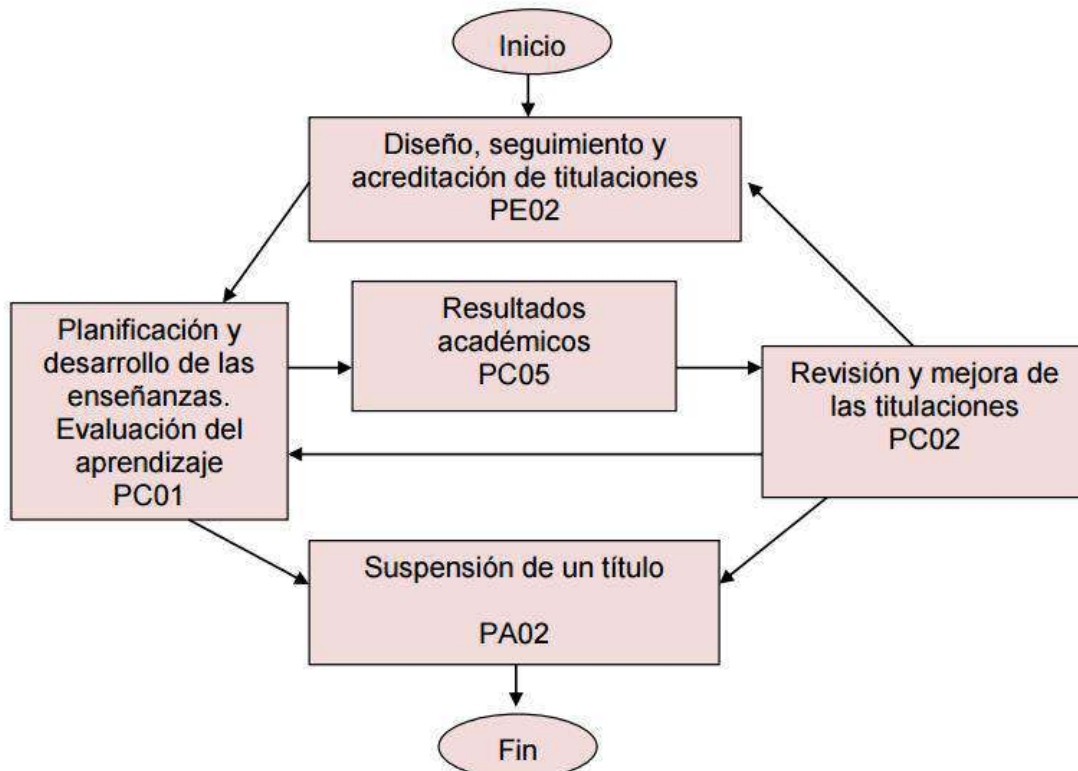 Inicio
Diseño, seguimiento y
acreditación de titulaciones
PE02
Planificación y
desarrollo de las
enseñanzas.
Evaluación del
aprendizaje
PC01
Resultados
académicos
PC05
Revisión y mejora de
las titulaciones
PC02
Suspensión de un título
PA02
Fin